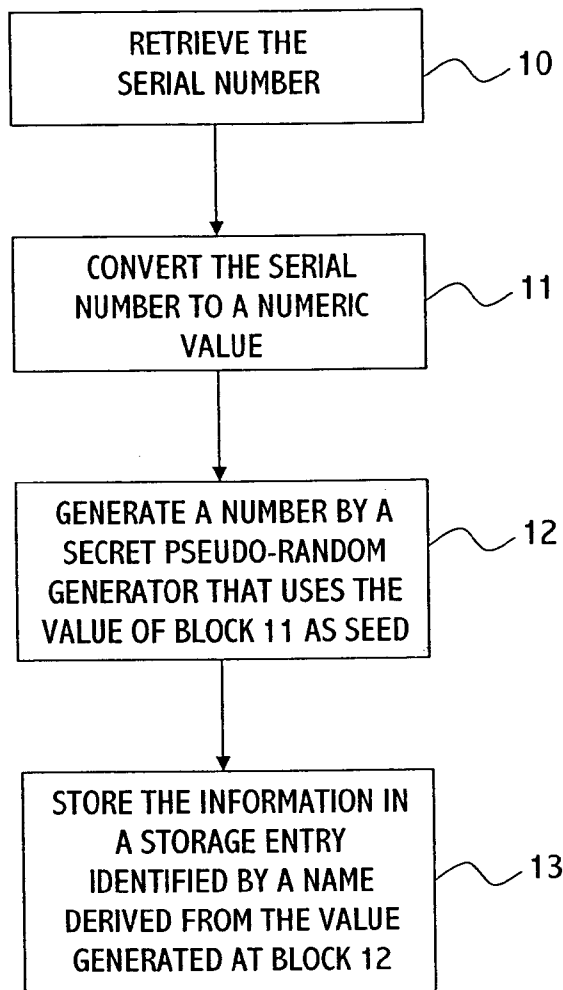 RETRIEVE THE
SERIAL NUMBER
10
CONVERT THE SERIAL
NUMBER TO A NUMERIC
VALUE
11
GENERATE A NUMBER BY A
SECRET PSEUDO-RANDOM
GENERATOR THAT USES THE
VALUE OF BLOCK 11 AS SEED
12
STORE THE INFORMATION IN
A STORAGE ENTRY
IDENTIFIED BY A NAME
DERIVED FROM THE VALUE
GENERATED AT BLOCK 12
13